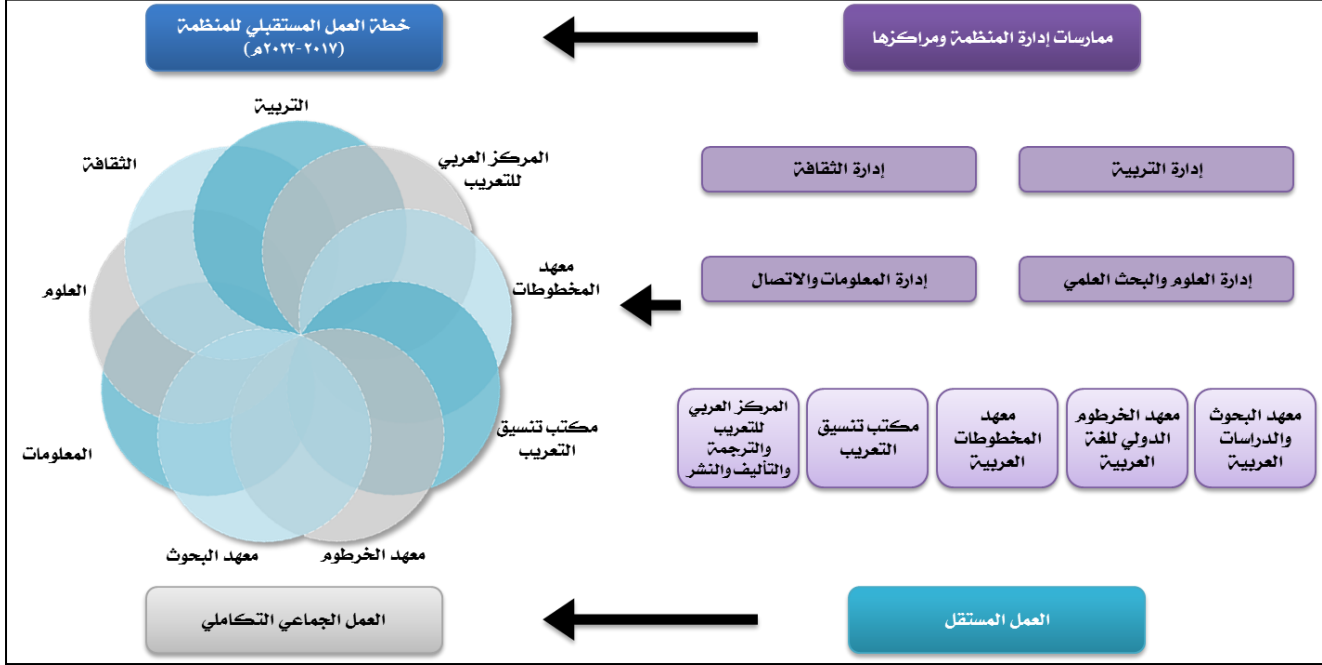 ممارسات إدارة المنظمة ومراكزها
خطة العمل المستقبلي للمنظمة
(٢٠١٧-٢٠٢٢م)
إدارة التربية
إدارة الثقافة
إدارة العلوم والبحث العلمي
إدارة المعلومات والاتصال
معهد البحوث
والدراسات
العربية
معهد الخرطوم
الدولي للغة
العربية
معهد
المخطوطات
العربية
مكتب تنسيق
التعريب
المركز العربي
للتعريب
والترجمة
والتأليف والنشر
التربية
المركز العربي
للتعريب
معهد
المخطوطات
مكتب تنسيق
التعريب
معهد الخرطوم
معهد البحوث
المعلومات
العلوم
الثقافة
العمل المستقل
العمل الجماعي التكاملي